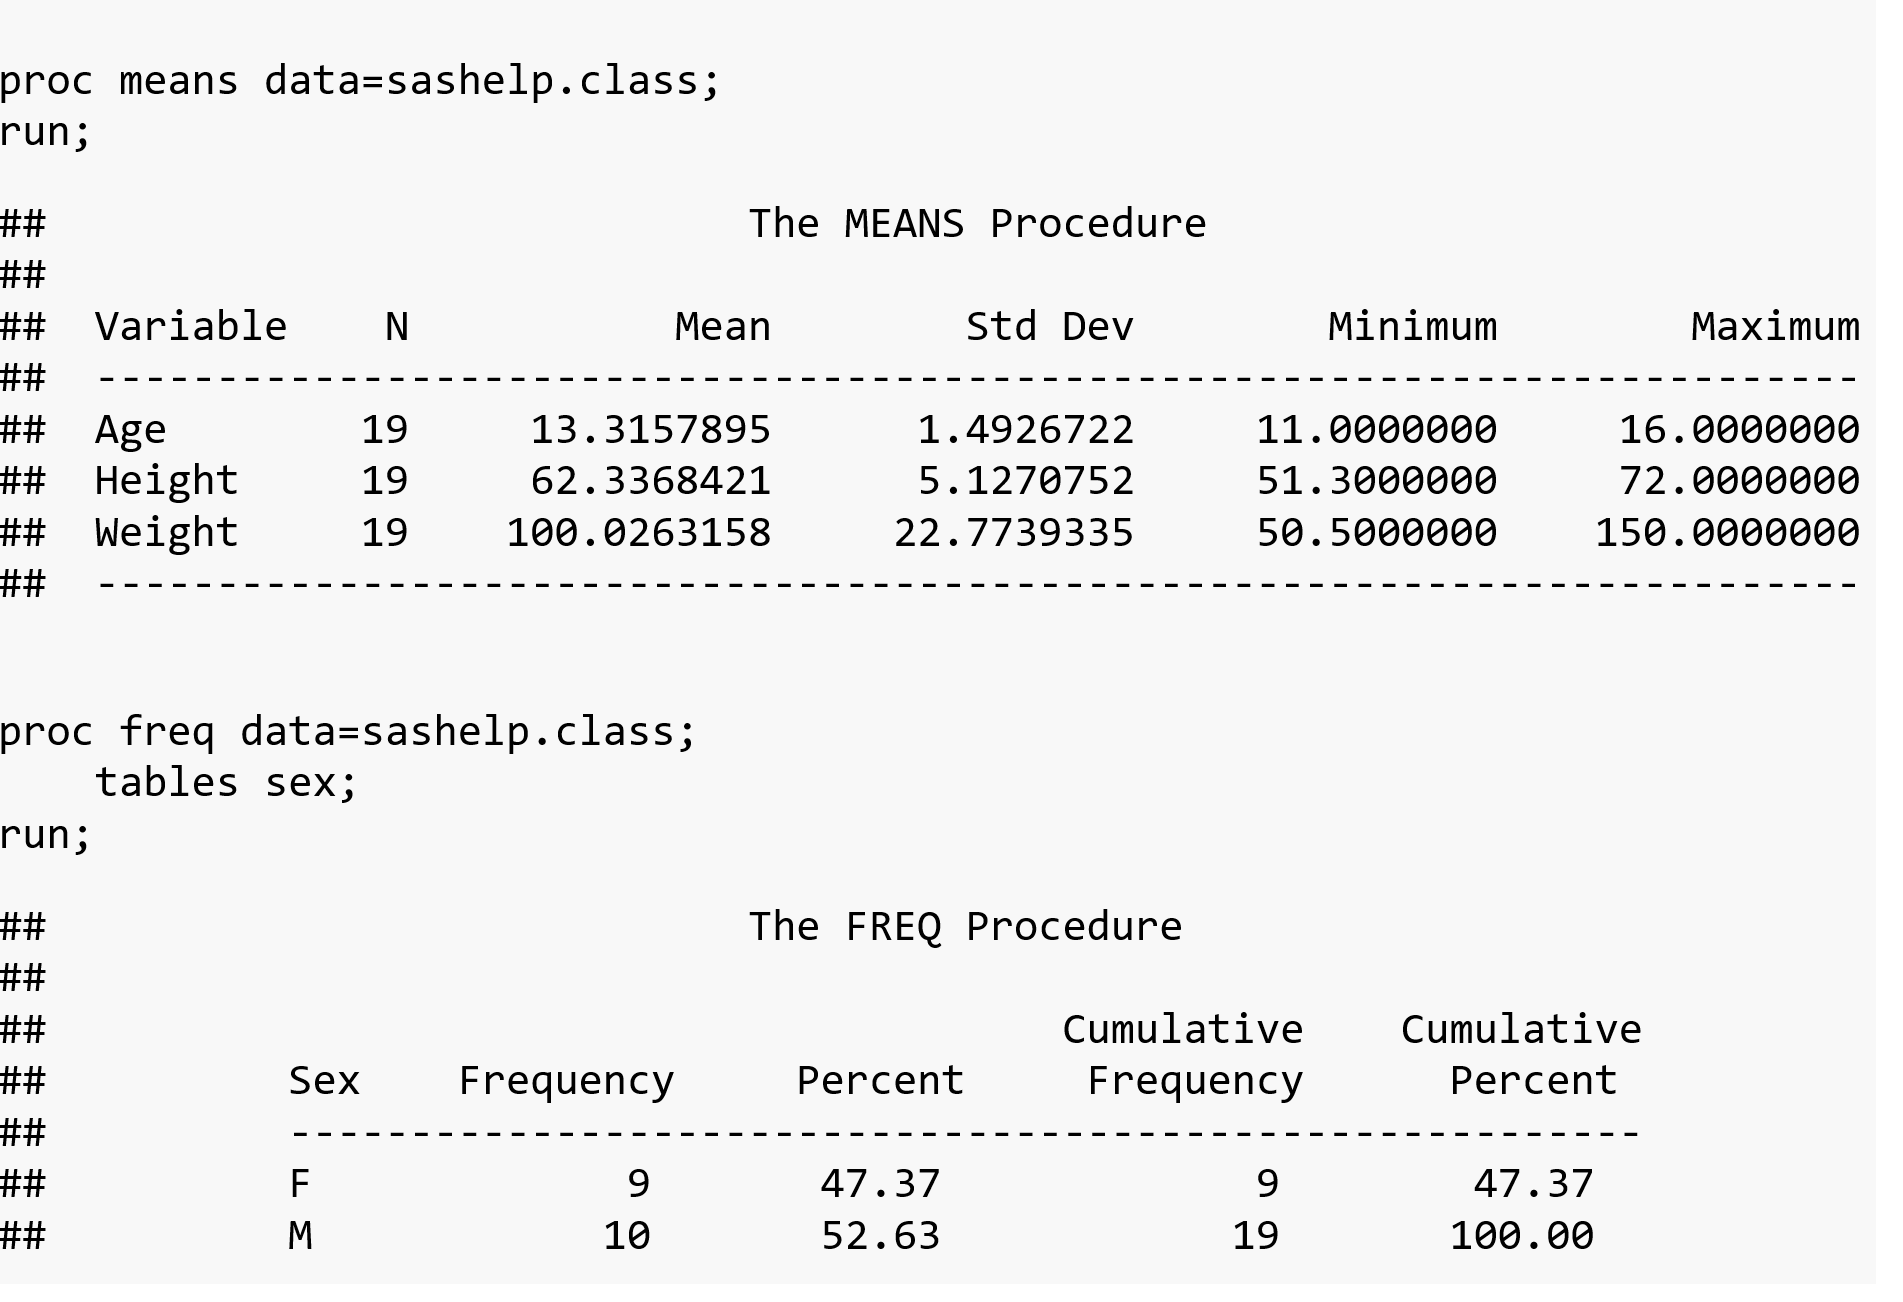 proc means data=sashelp.class;
run;
##                             The MEANS Procedure
##
##  Variable    N           Mean        Std Dev        Minimum        Maximum
##  -------------------------------------------------------------------------
##  Age        19     13.3157895      1.4926722     11.0000000     16.0000000
##  Height     19     62.3368421      5.1270752     51.3000000     72.0000000
##  Weight     19    100.0263158     22.7739335     50.5000000    150.0000000
##  -------------------------------------------------------------------------
proc freq data=sashelp.class;
    tables sex;
run;
##                             The FREQ Procedure
##
##                                          Cumulative    Cumulative
##          Sex    Frequency     Percent     Frequency      Percent
##          --------------------------------------------------------
##          F             9       47.37             9        47.37
##          M            10       52.63            19       100.00